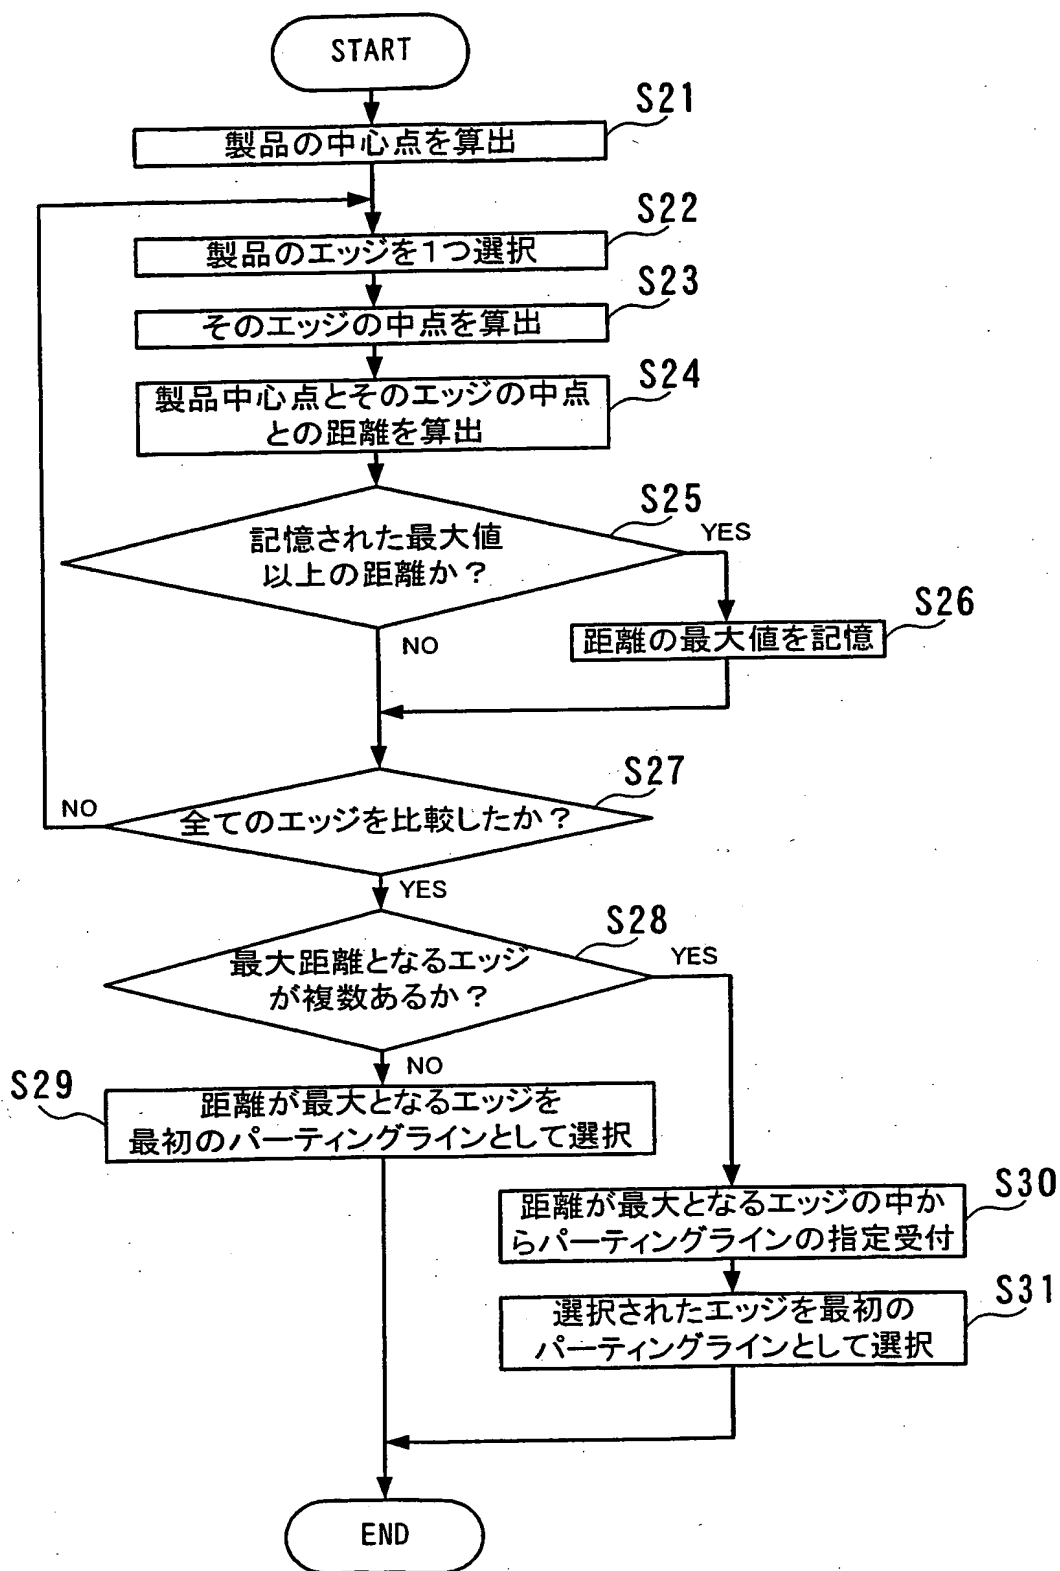 START
S21
製品の中心点を算出
S22
製品のエッジを1つ選択
S23
そのエッジの中点を算出
S24
製品中心点とそのエッジの中点
との距離を算出
S25
記憶された最大値
以上の距離か?
YES
NO
S26
距離の最大値を記憶
S27
全てのエッジを比較したか?
NO
YES
S28
最大距離となるエッジ
が複数あるか?
YES
NO
S29
距離が最大となるエッジを
最初のパーティングラインとして選択
S30
距離が最大となるエッジの中か
らパーティングラインの指定受付
S31
選択されたエッジを最初の
パーティングラインとして選択
END